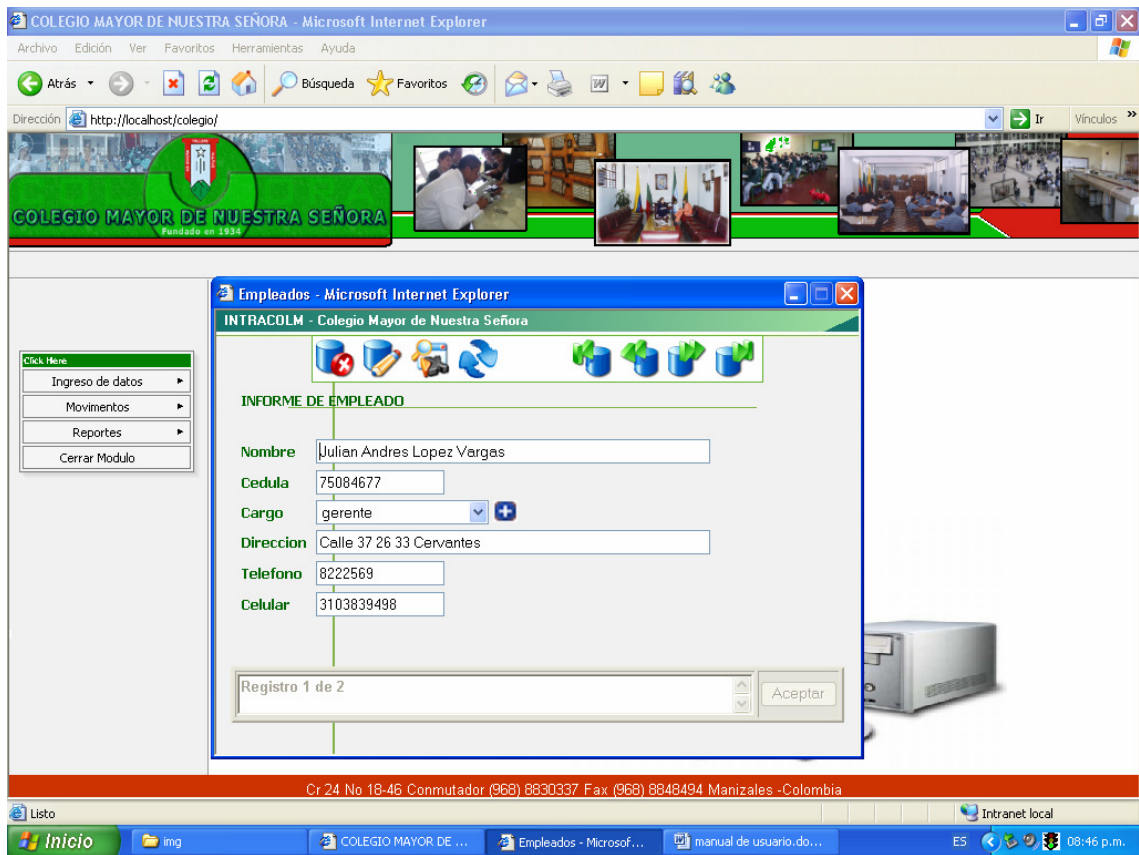 COLEGIO MAYOR DE NUESTRA SEÑORA - Microsoft Internet Explorer
Archivo Edición Ver Favoritos Herramientas Ayuda
Atrás Búsqueda Favoritos
Dirección http://localhost/colegio/ Ir Vínculos »
COLEGIO MAYOR DE NUESTRA SEÑORA
Fundado en 1934
Empleados - Microsoft Internet Explorer
INTRACOLM - Colegio Mayor de Nuestra Señora
Click Here
Ingreso de datos
Movimentos
Reportes
Cerrar Modulo
INFORME DE EMPLEADO
Nombre Julian Andres Lopez Vargas
Cedula 75084677
Cargo gerente
Direccion Calle 37 26 33 Cervantes
Telefono 8222569
Celular 3103839498
Registro 1 de 2
Aceptar
Cr 24 No 18-46 Conmutador (968) 8830337 Fax (968) 8848494 Manizales -Colombia
Listo Intranet local
Inicio img COLEGIO MAYOR DE ... Empleados - Microsof... manual de usuario.do... ES 08:46 p.m.